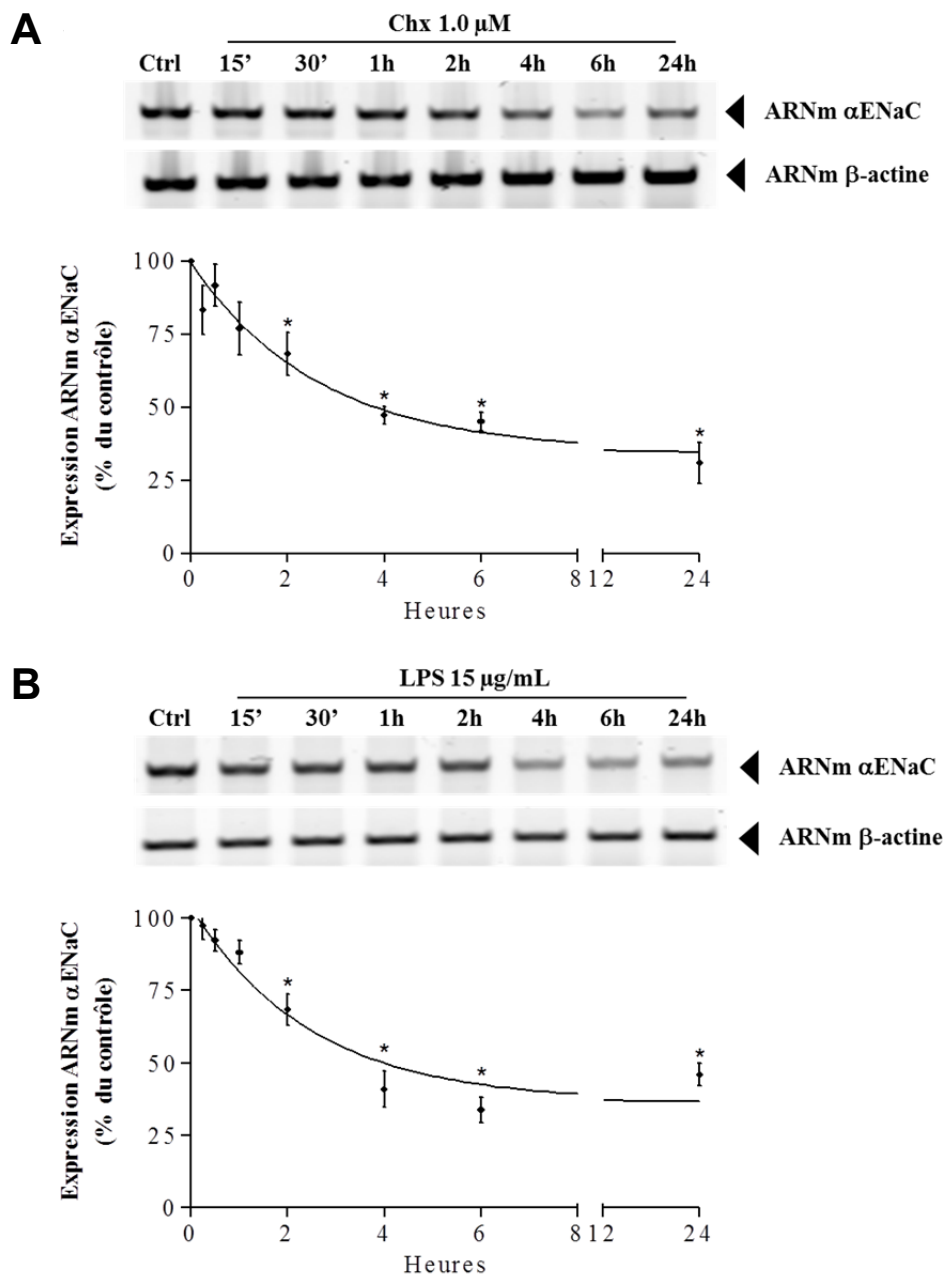 A
Chx 1.0 μM
Ctrl 15’ 30’ 1h 2h 4h 6h 24h
ARNm αENaC
ARNm β-actine
Expression ARNm αENaC
(% du contrôle)
100
75
50
25
0
0 2 4 6 8 12 24
Heures
* * * *
B
LPS 15 μg/mL
Ctrl 15’ 30’ 1h 2h 4h 6h 24h
ARNm αENaC
ARNm β-actine
Expression ARNm αENaC
(% du contrôle)
100
75
50
25
0
0 2 4 6 8 12 24
Heures
* * * *